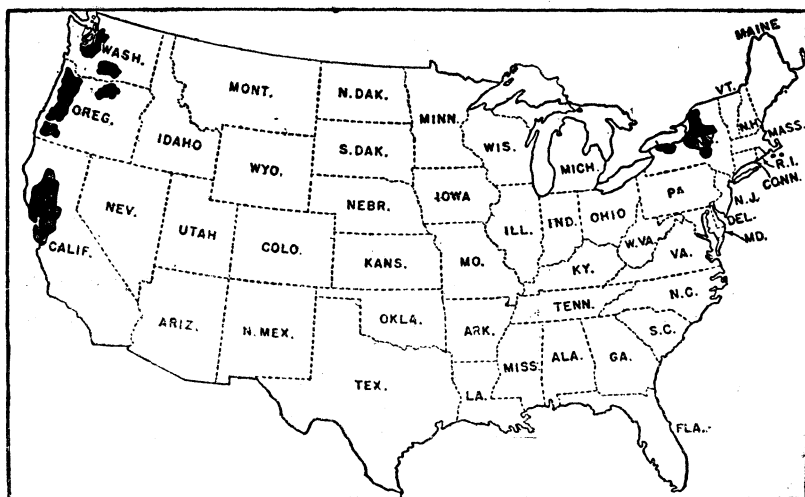 MAINE
WASH.
VT.
MONT.
N.DAK.
MINN.
N.H.
MASS.
OREG.
IDAHO
WIS.
S.DAK.
MICH.
R.I.
WYO.
CONN.
PA
IOWA
N.J.
NEBR.
NEV.
OHIO
DEL.
IND.
ILL.
UTAH
MD.
COLO.
W.VA.
CALIF.
VA.
KANS.
MO.
KY.
N.C.
TENN.
OKLA.
ARIZ.
N.MEX.
ARK.
S.C.
MISS.
ALA.
GA.
TEX.
LA.
FLA.